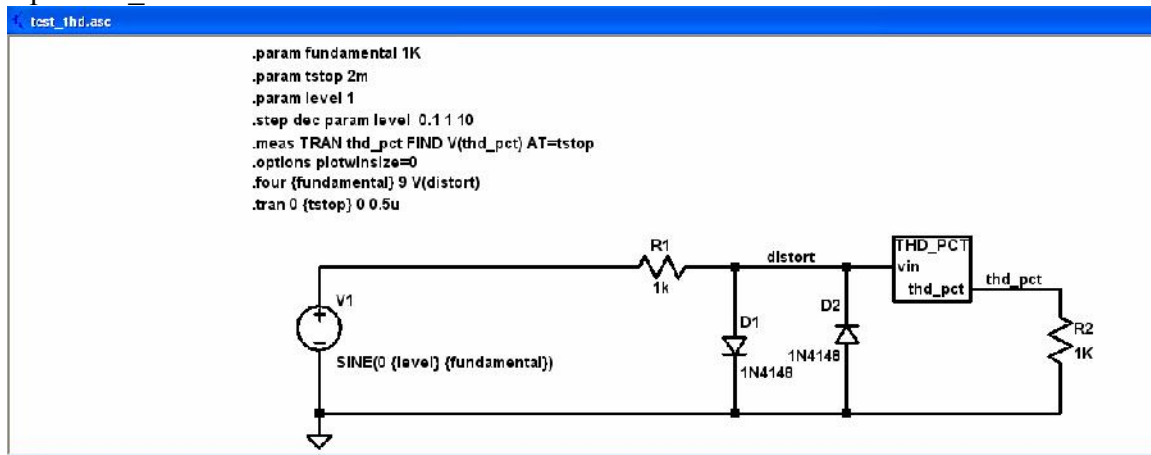 test_thd.asc
.param fundamental 1K
.param tstop 2m
.param level 1
.step dec param level  0.1 1 10
.meas TRAN thd_pct FIND V(thd_pct) AT=tstop
.options plotwinsize=0
.four {fundamental} 9 V(distort)
.tran 0 {tstop} 0 0.5u
R1
1k
distort
THD_PCT
vin
thd_pct
thd_pct
V1
SINE(0 {level} {fundamental})
D1
1N4148
D2
1N4148
R2
1K